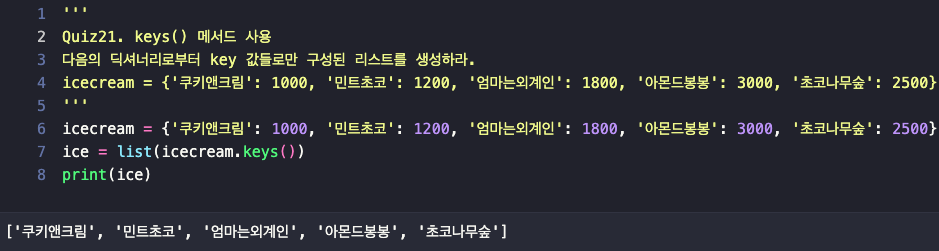 1 '''
2 Quiz21. keys() 메서드 사용
3 다음의 딕셔너리로부터 key 값들로만 구성된 리스트를 생성하라.
4 icecream = {'쿠키앤크림': 1000, '민트초코': 1200, '엄마는외계인': 1800, '아몬드봉봉': 3000, '초코나무숲': 2500}
5 '''
6 icecream = {'쿠키앤크림': 1000, '민트초코': 1200, '엄마는외계인': 1800, '아몬드봉봉': 3000, '초코나무숲': 2500}
7 ice = list(icecream.keys())
8 print(ice)
['쿠키앤크림', '민트초코', '엄마는외계인', '아몬드봉봉', '초코나무숲']